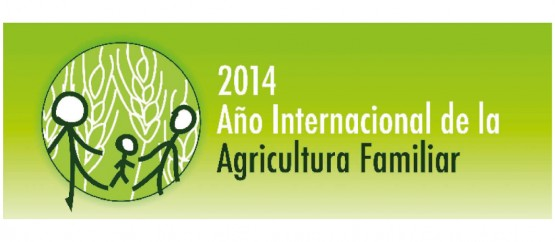 2014
Año Internacional de la
Agricultura Familiar